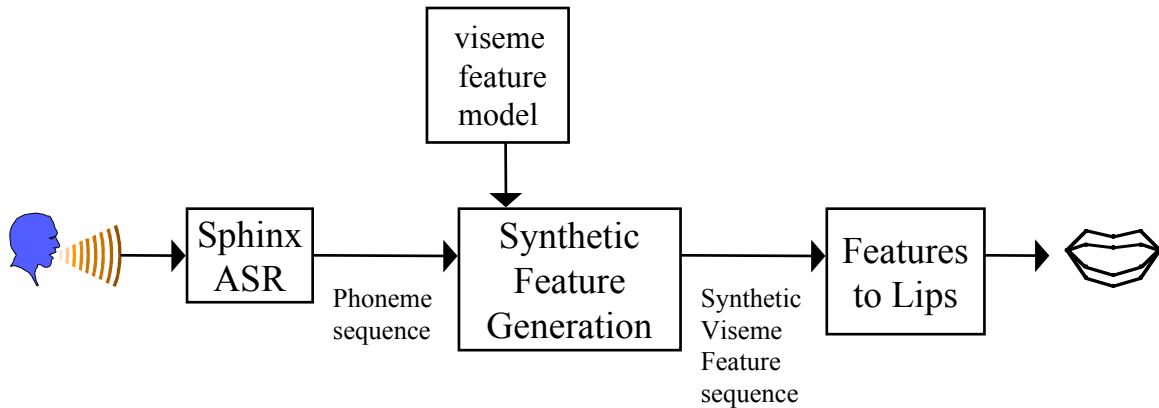 viseme
feature
model
Sphinx
ASR
Phoneme
sequence
Synthetic
Feature
Generation
Synthetic
Viseme
Feature
sequence
Features
to Lips